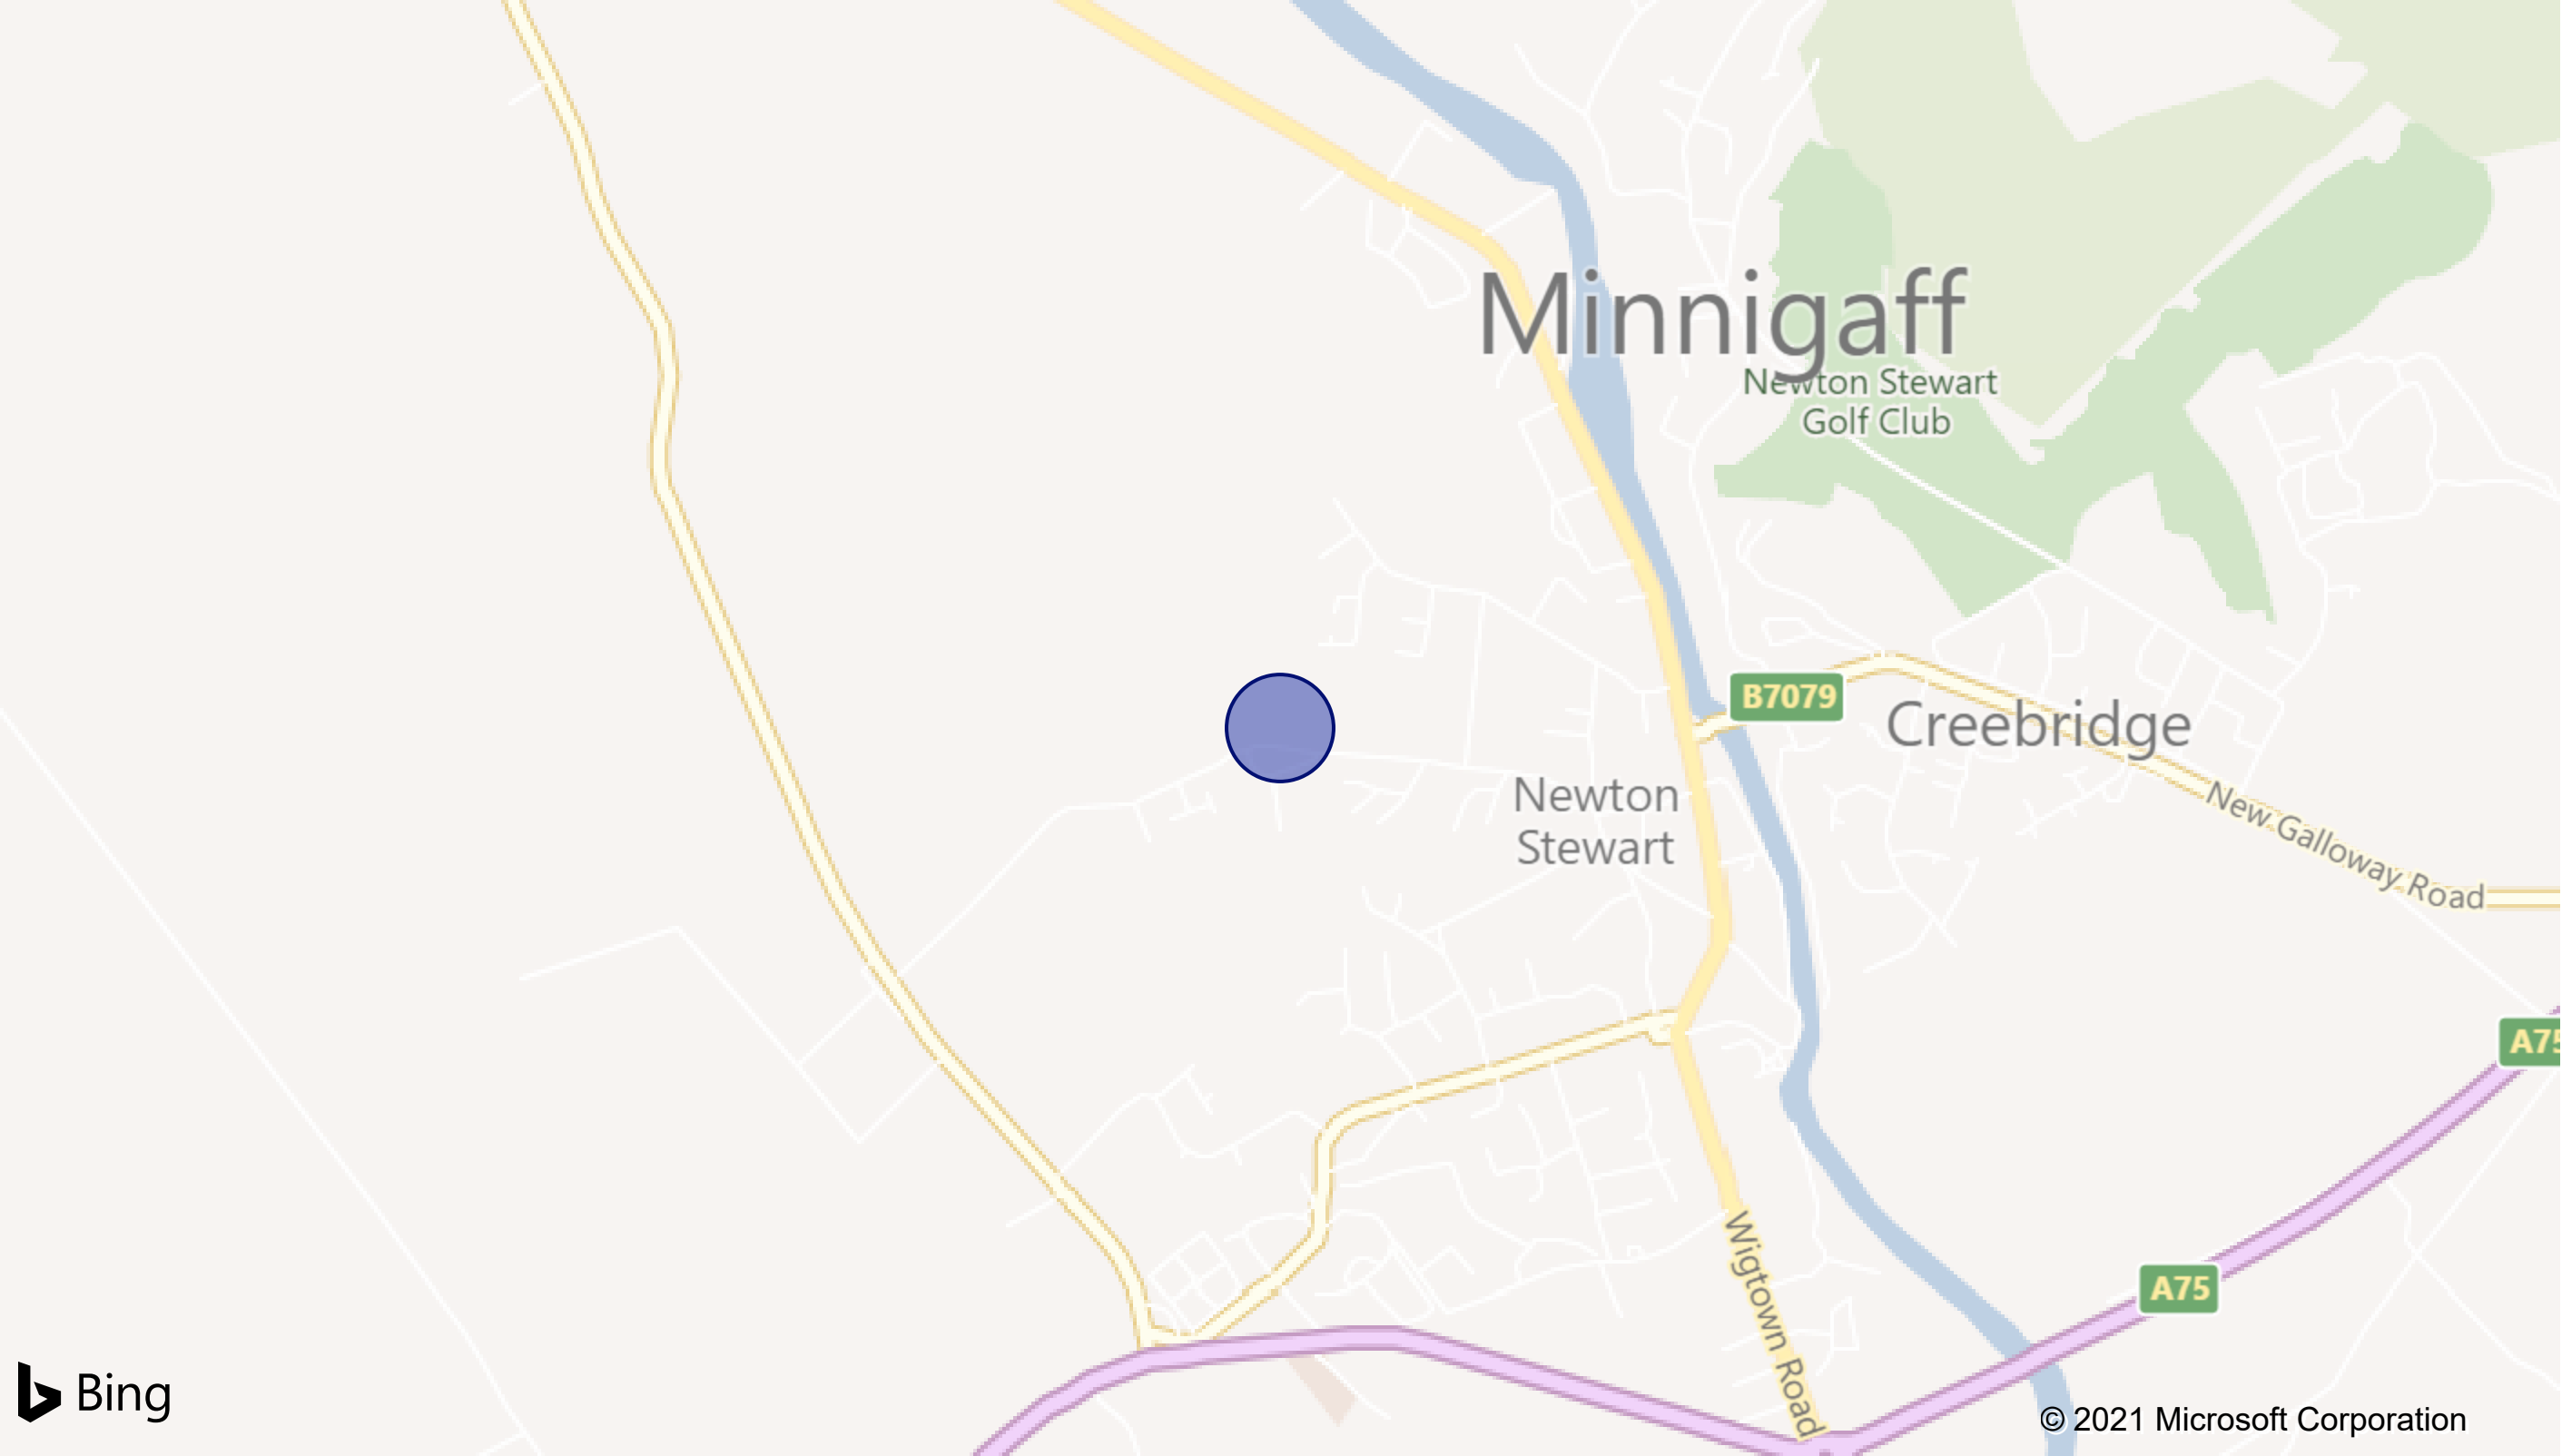 Minnigaff
Newton Stewart
Golf Club
B7079
Creebridge
Newton
Stewart
New Galloway Road
A75
A75
Wigtown Road
Bing
© 2021 Microsoft Corporation